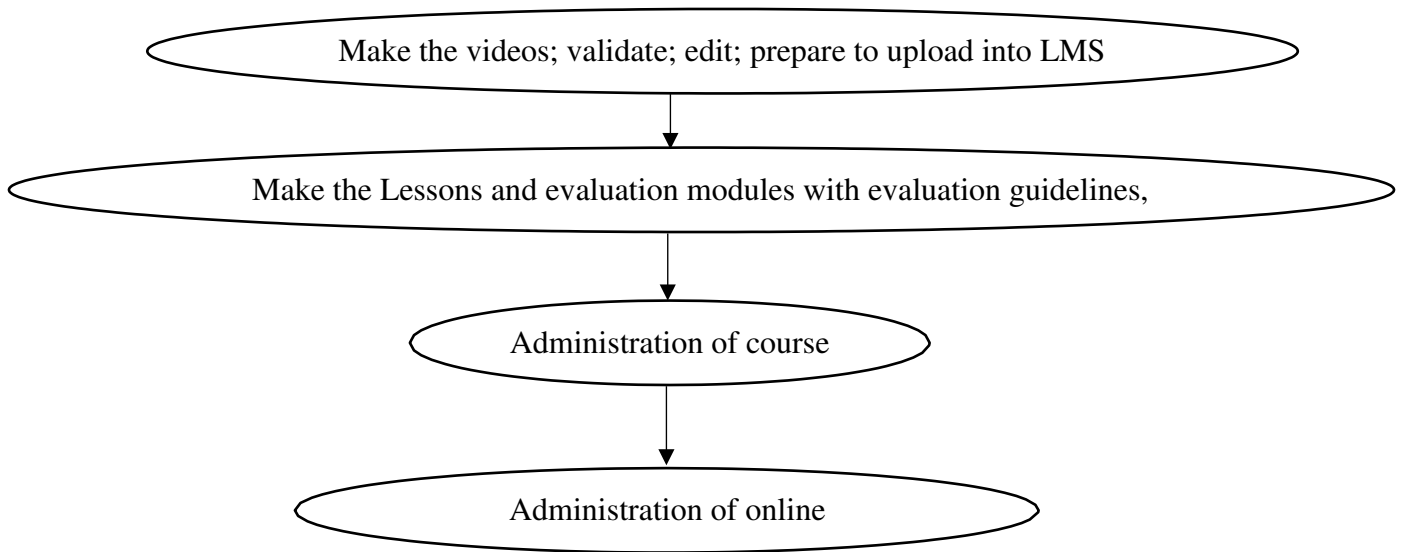 Make the videos; validate; edit; prepare to upload into LMS
Make the Lessons and evaluation modules with evaluation guidelines,
Administration of course
Administration of online